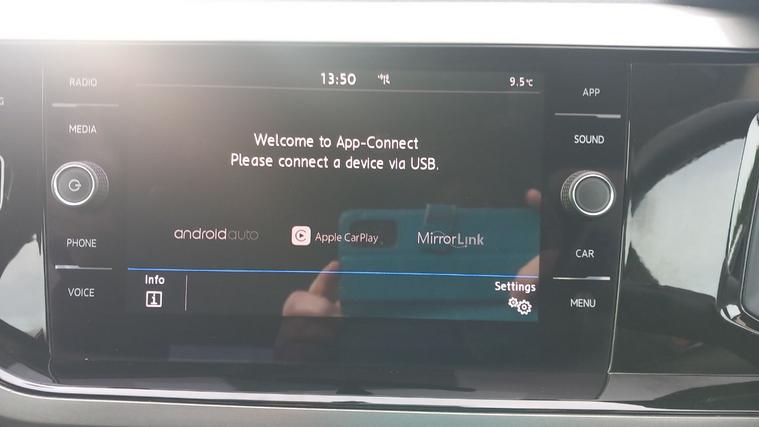 RADIO
MEDIA
PHONE
VOICE
13:50
9.5°C
Welcome to App-Connect
Please connect a device via USB.
androidauto
Apple CarPlay
MirrorLink
Info
Settings
APP
SOUND
CAR
MENU